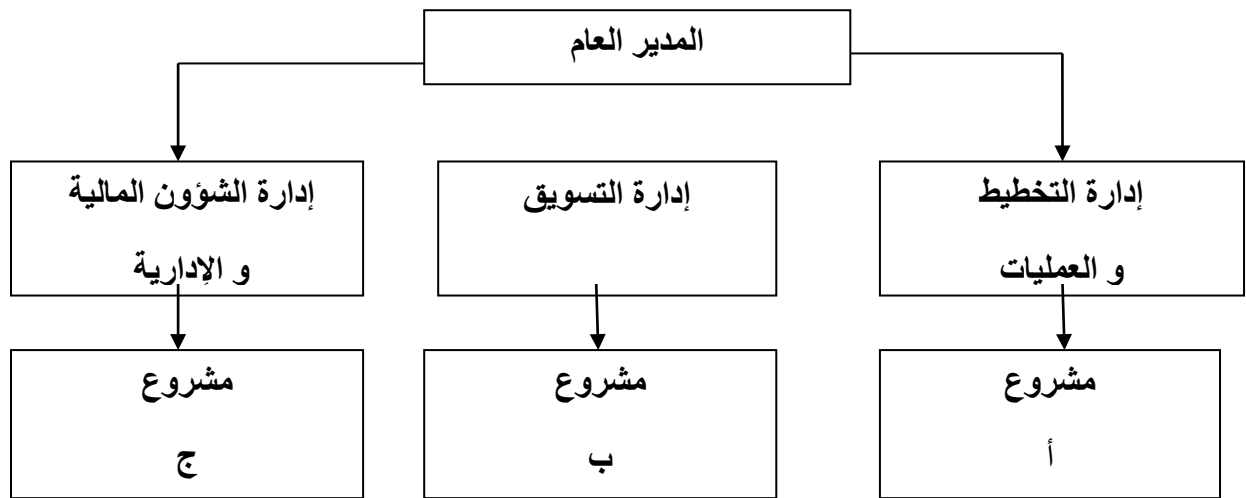 المدير العام
إدارة التخطيط
و العمليات
إدارة التسويق
إدارة الشؤون المالية
و الإدارية
مشروع
أ
مشروع
ب
مشروع
ج